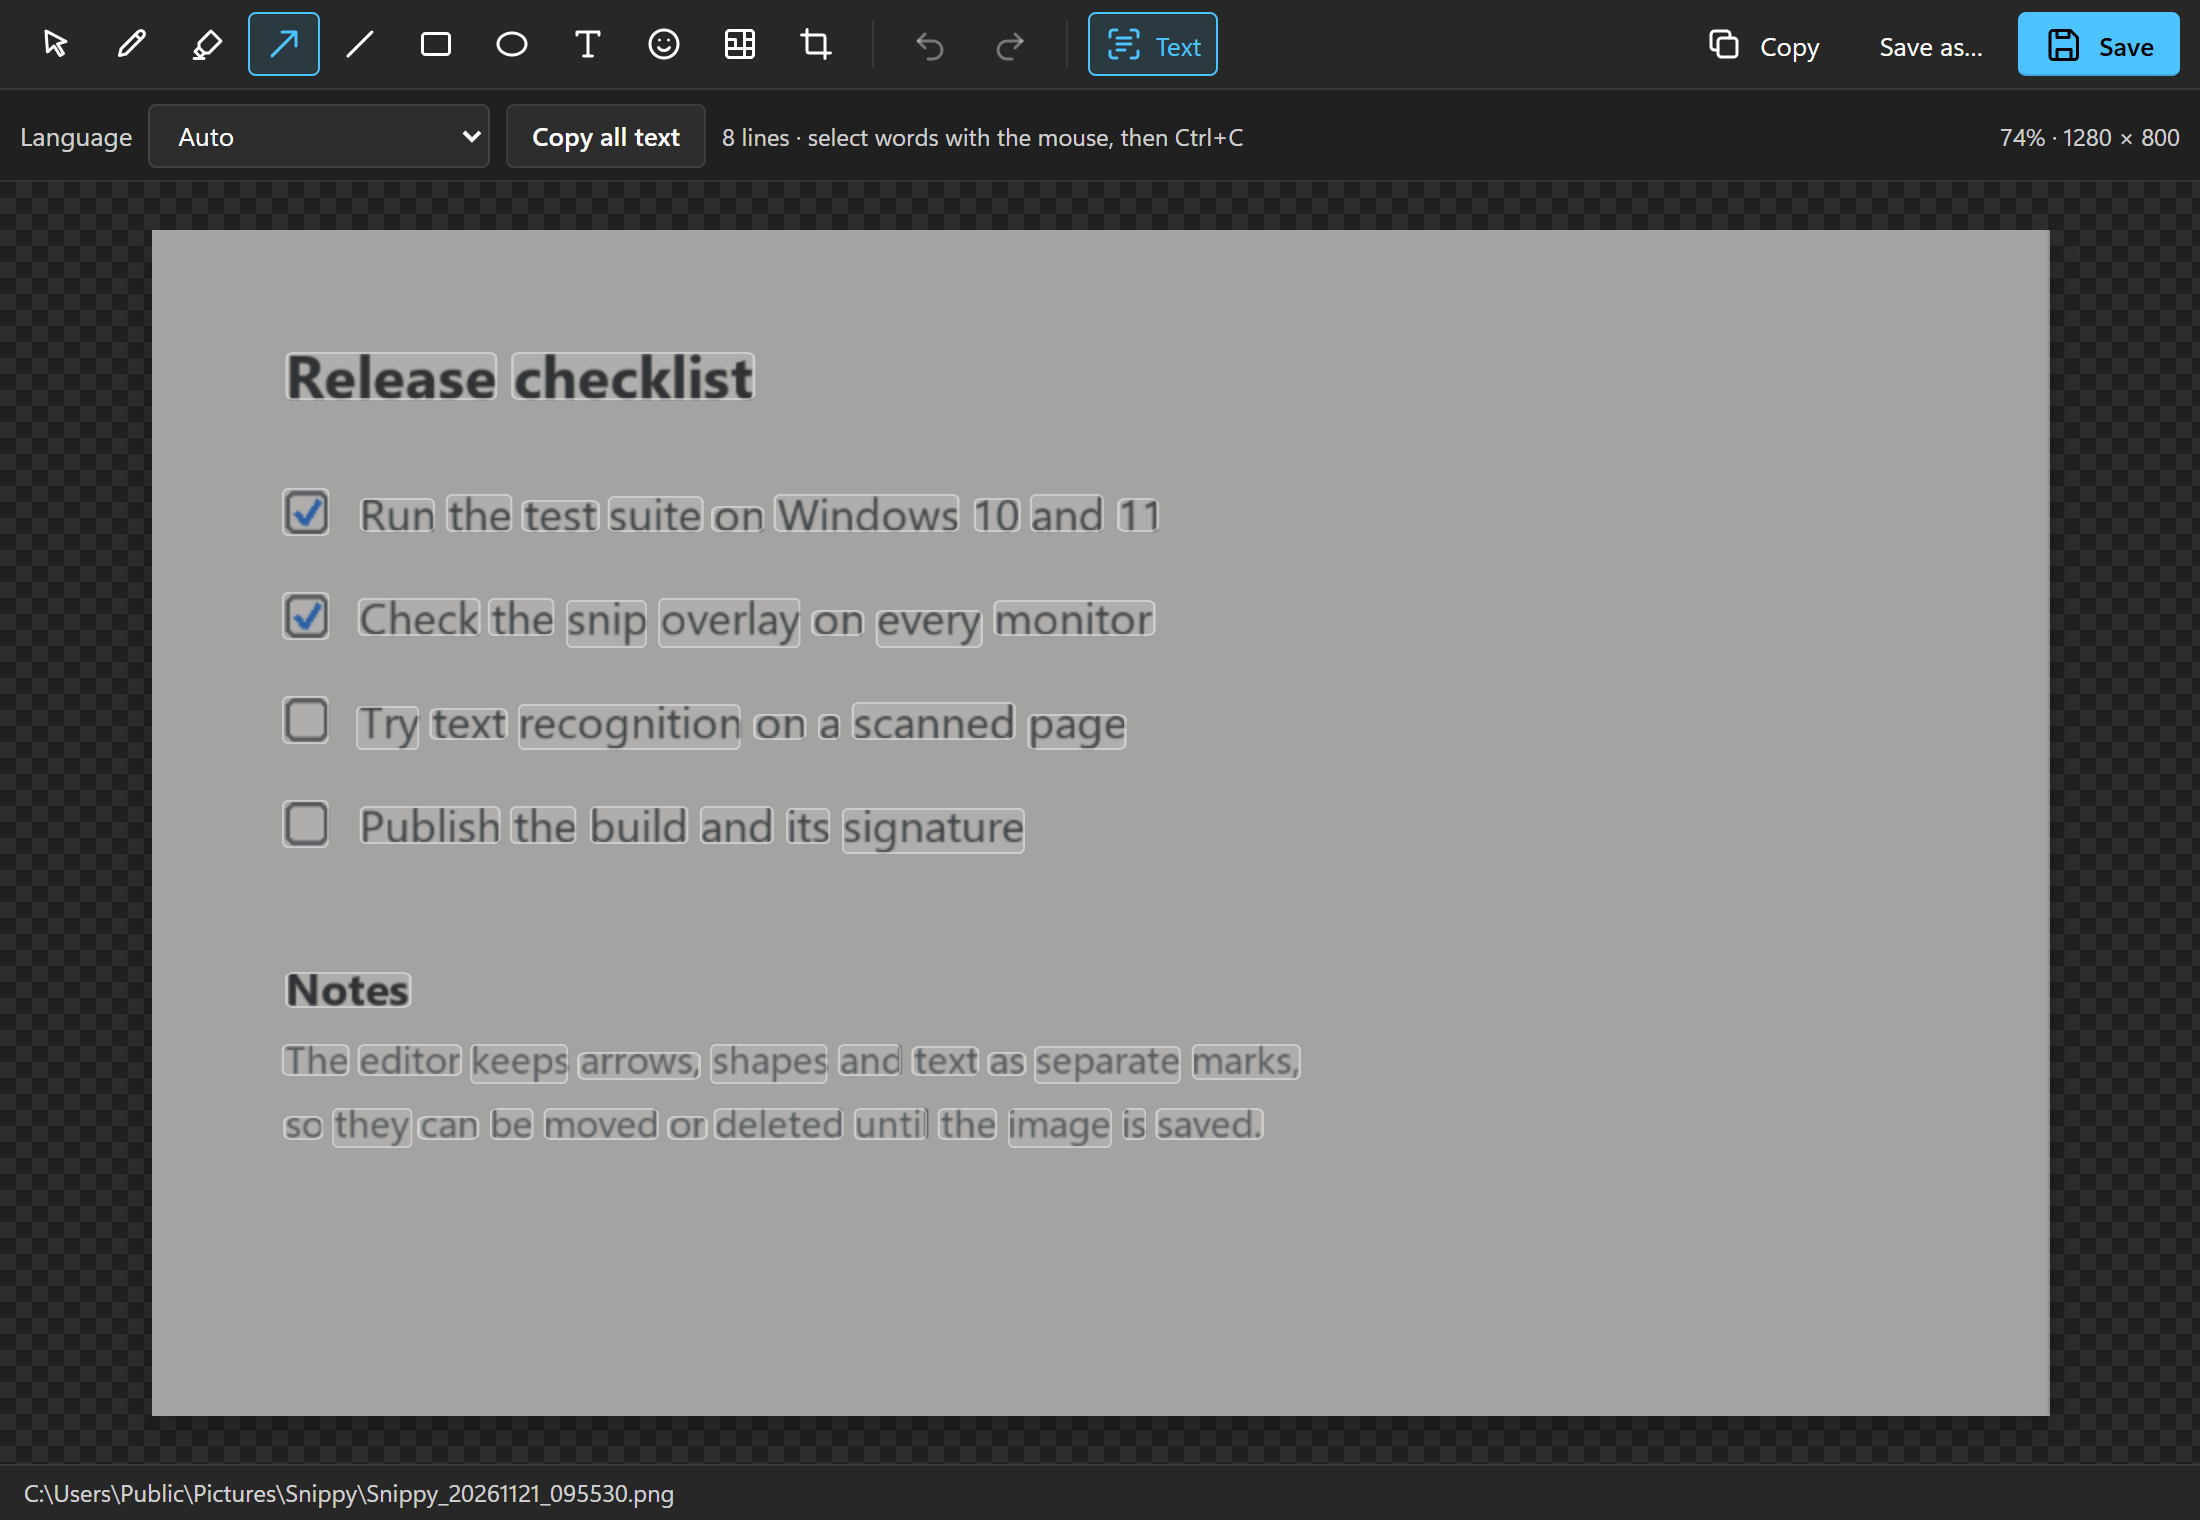 Text
Copy
Save as...
Save
Language
Auto
Copy all text
8 lines · select words with the mouse, then Ctrl+C
74% · 1280 × 800
Release checklist
Run the test suite on Windows 10 and 11
Check the snip overlay on every monitor
Try text recognition on a scanned page
Publish the build and its signature
Notes
The editor keeps arrows, shapes and text as separate marks,
so they can be moved or deleted until the image is saved.
C:\Users\Public\Pictures\Snippy\Snippy_20261121_095530.png